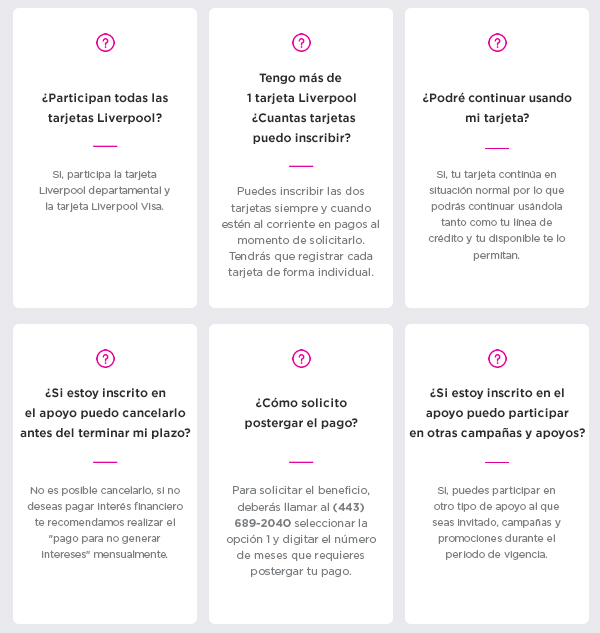 ¿Participan todas las
tarjetas Liverpool?
Si, participa la tarjeta
Liverpool departamental y
la tarjeta Liverpool Visa.
Tengo más de
1 tarjeta Liverpool
¿Cuantas tarjetas
puedo inscribir?
Puedes inscribir las dos
tarjetas siempre y cuando
estén al corriente en pagos al
momento de solicitarlo.
Tendrás que registrar cada
tarjeta de forma individual.
¿Podré continuar usando
mi tarjeta?
Si, tu tarjeta continúa en
situación normal por lo que
podrás continuar usándola
tanto como tu línea de
crédito y tu disponible te lo
permitan.
¿Si estoy inscrito en
el apoyo puedo cancelarlo
antes del terminar mi plazo?
No es posible cancelarlo, si no
deseas pagar interés financiero
te recomendamos realizar el
"pago para no generar
intereses" mensualmente.
¿Cómo solicito
postergar el pago?
Para solicitar el beneficio,
deberás llamar al (443)
689-2040 seleccionar la
opción 1 y digitar el número
de meses que requieres
postergar tu pago.
¿Si estoy inscrito en el
apoyo puedo participar
en otras campañas y apoyos?
Si, puedes participar en
otro tipo de apoyo al que
seas invitado, campañas y
promociones durante el
periodo de vigencia.